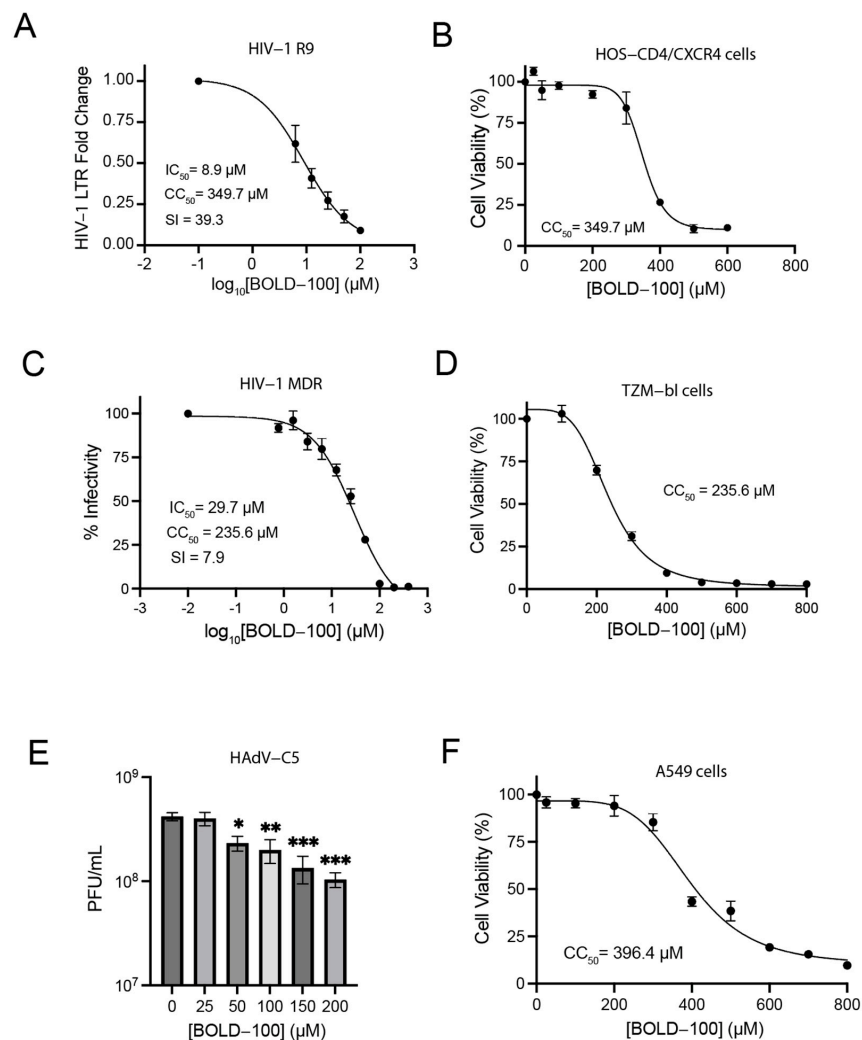 A
HIV−1 R9
HIV−1 LTR Fold Change
1.00
0.75
0.50
0.25
0.00
IC50= 8.9 µM
CC50= 349.7 µM
SI = 39.3
-2 -1 0 1 2 3
log10[BOLD−100] (µM)
B
HOS−CD4/CXCR4 cells
Cell Viability (%)
100
75
50
25
0
CC50= 349.7 µM
0 200 400 600 800
[BOLD−100] (µM)
C
HIV−1 MDR
% Infectivity
100
75
50
25
0
IC50= 29.7 µM
CC50 = 235.6 µM
SI = 7.9
-3 -2 -1 0 1 2 3
log10[BOLD−100] (µM)
D
TZM−bl cells
Cell Viability (%)
100
75
50
25
0
CC50 = 235.6 µM
0 200 400 600 800
[BOLD−100] (µM)
E
HAdV−C5
PFU/mL
10^9
10^8
10^7
* ** *** ***
0 25 50 100 150 200
[BOLD−100] (µM)
F
A549 cells
Cell Viability (%)
100
75
50
25
0
CC50= 396.4 µM
0 200 400 600 800
[BOLD−100] (µM)